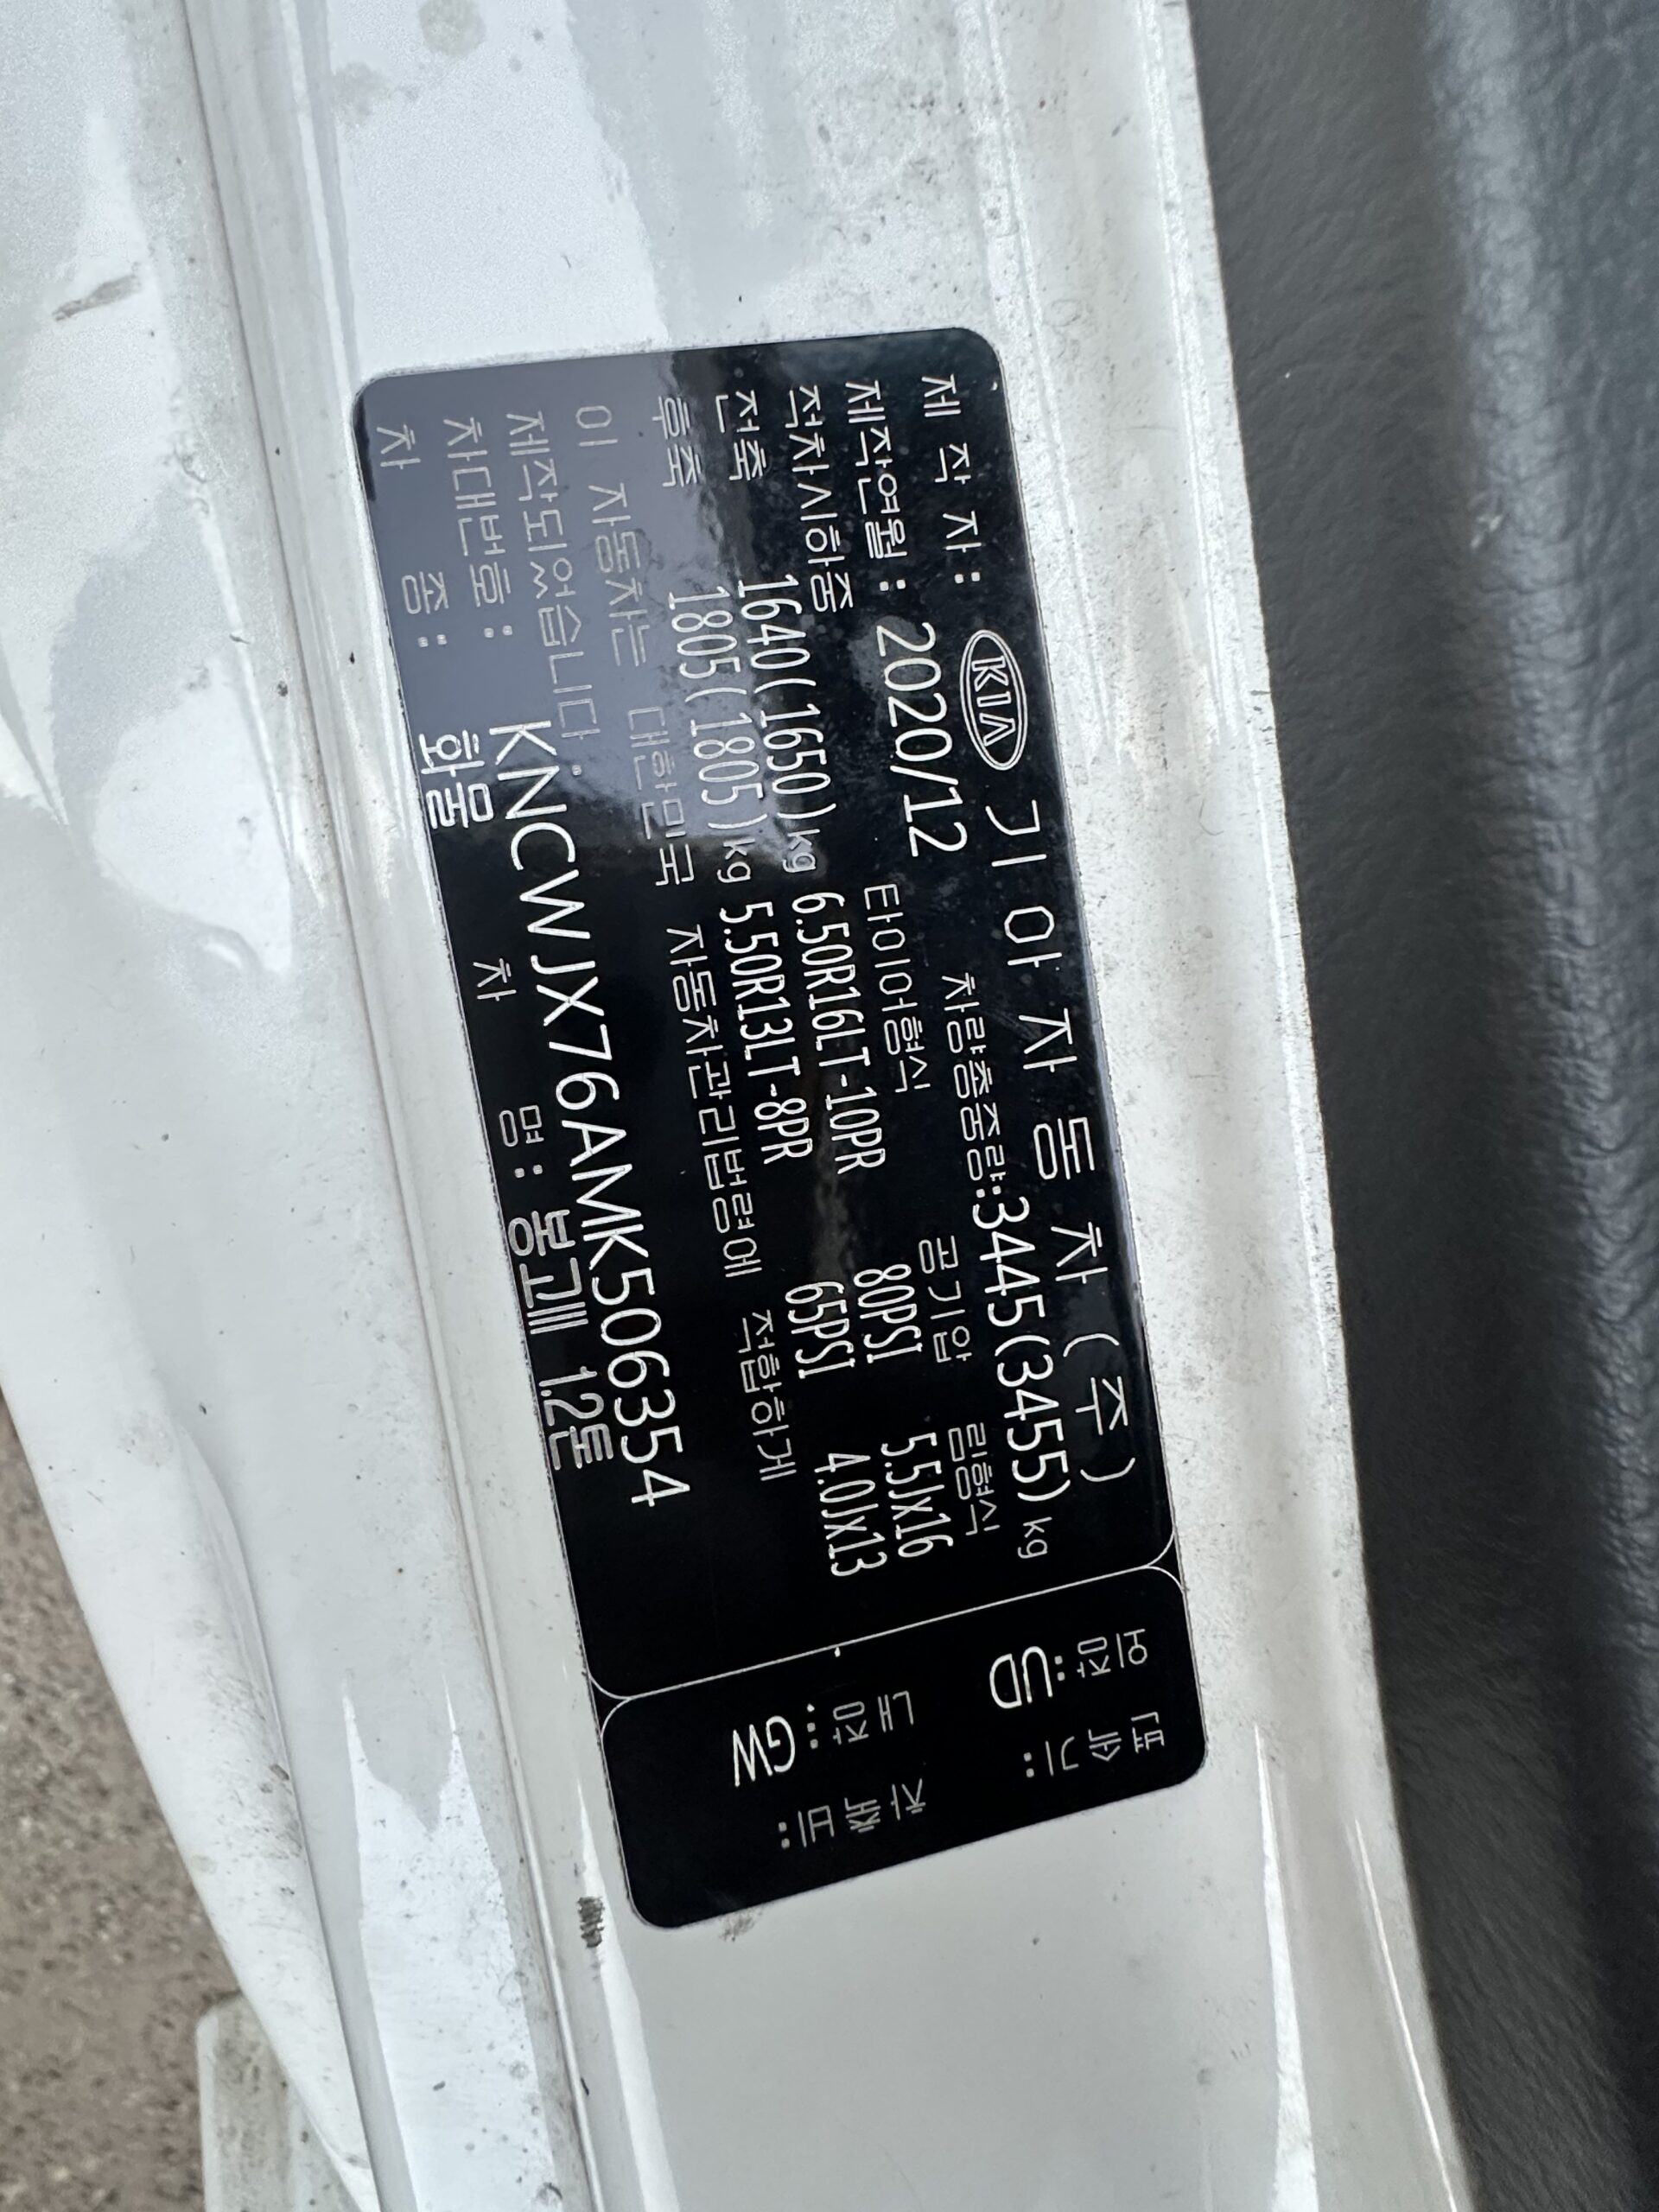 제 작 자: KIA 기 아 자 동 차 (주)
제작연월: 2020/12 차량총중량:3445(3455)kg
적차시하중 타이어형식 공기압 림형식
전축 1640(1650)kg 6.50R16LT-10PR 80PSI 5.5Jx16
후축 1805(1805)kg 5.50R13LT-8PR 65PSI 4.0Jx13
이 자동차는 대한민국 자동차관리법령에 적합하게
제작되었습니다.
차대번호: KNCWJX76AMK506354
차 종: 화물 차 명: 봉고Ⅲ 1.2톤
외장: UD
변속기:
내장: GW
차축비: